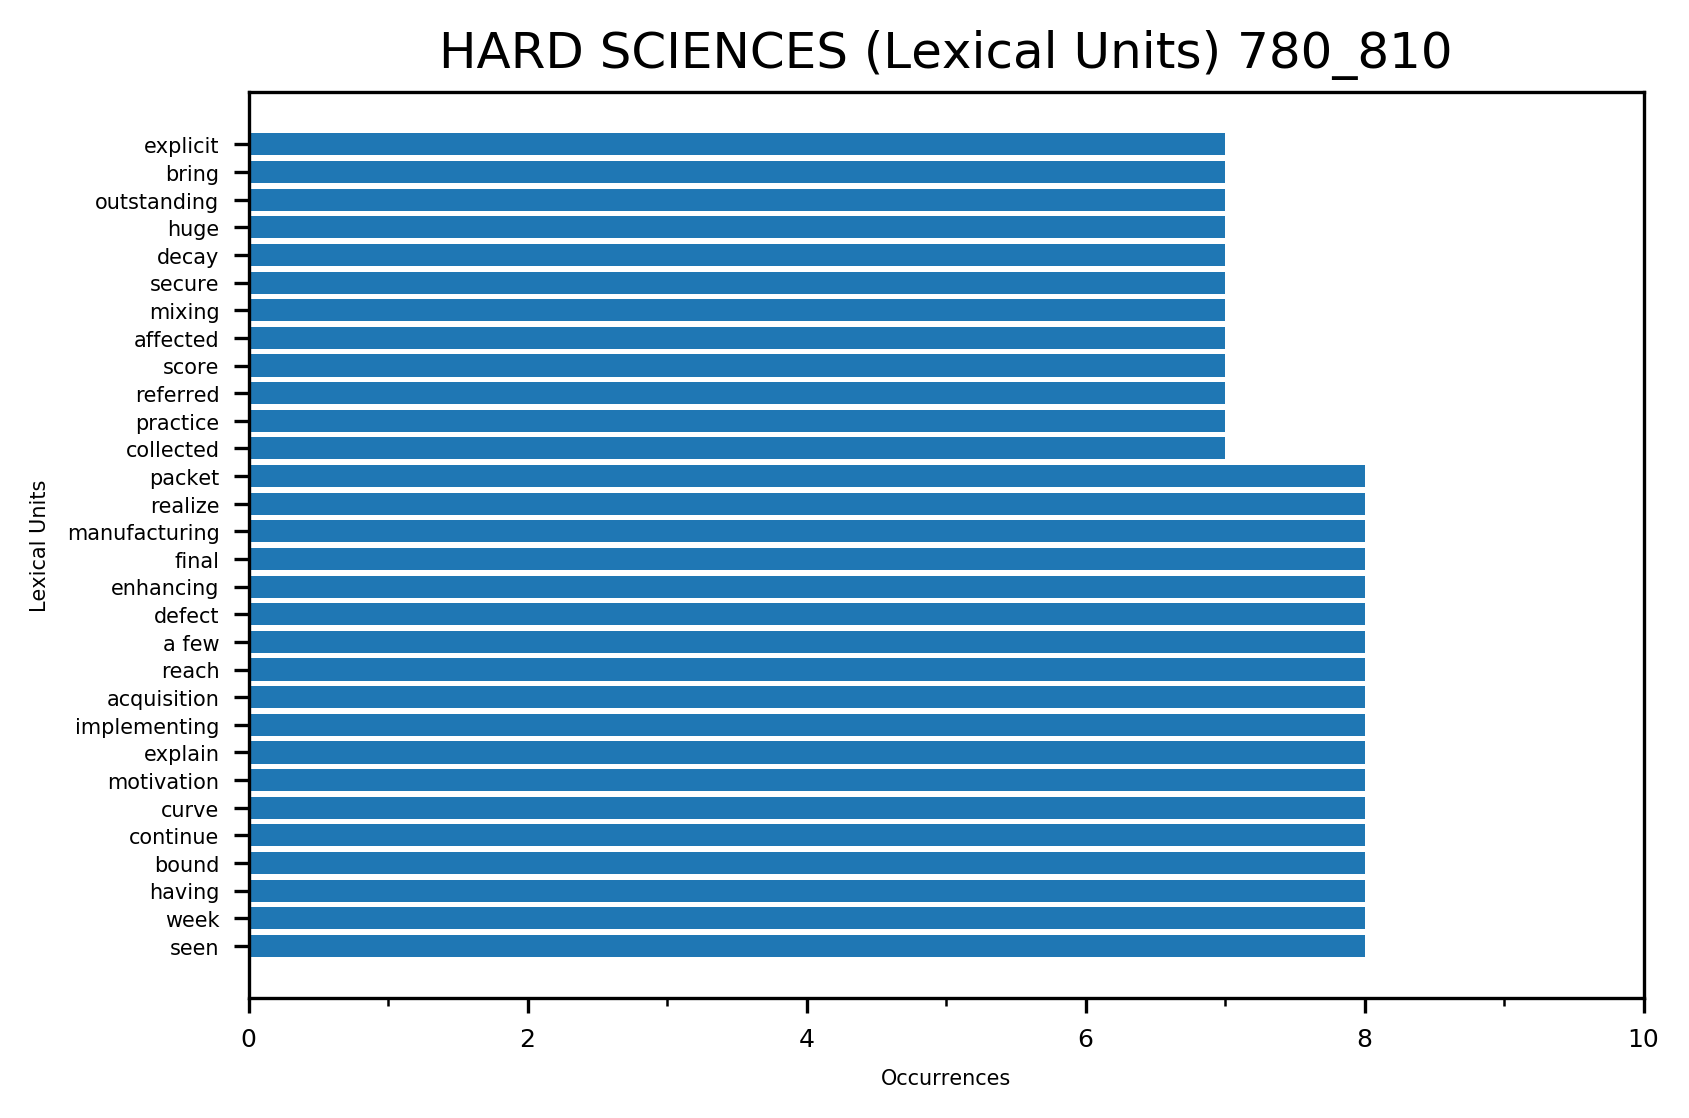 HARD SCIENCES (Lexical Units) 780_810
explicit
bring
outstanding
huge
decay
secure
mixing
affected
score
referred
practice
collected
packet
realize
manufacturing
final
enhancing
defect
a few
reach
acquisition
implementing
explain
motivation
curve
continue
bound
having
week
seen
Lexical Units
0 2 4 6 8 10
Occurrences